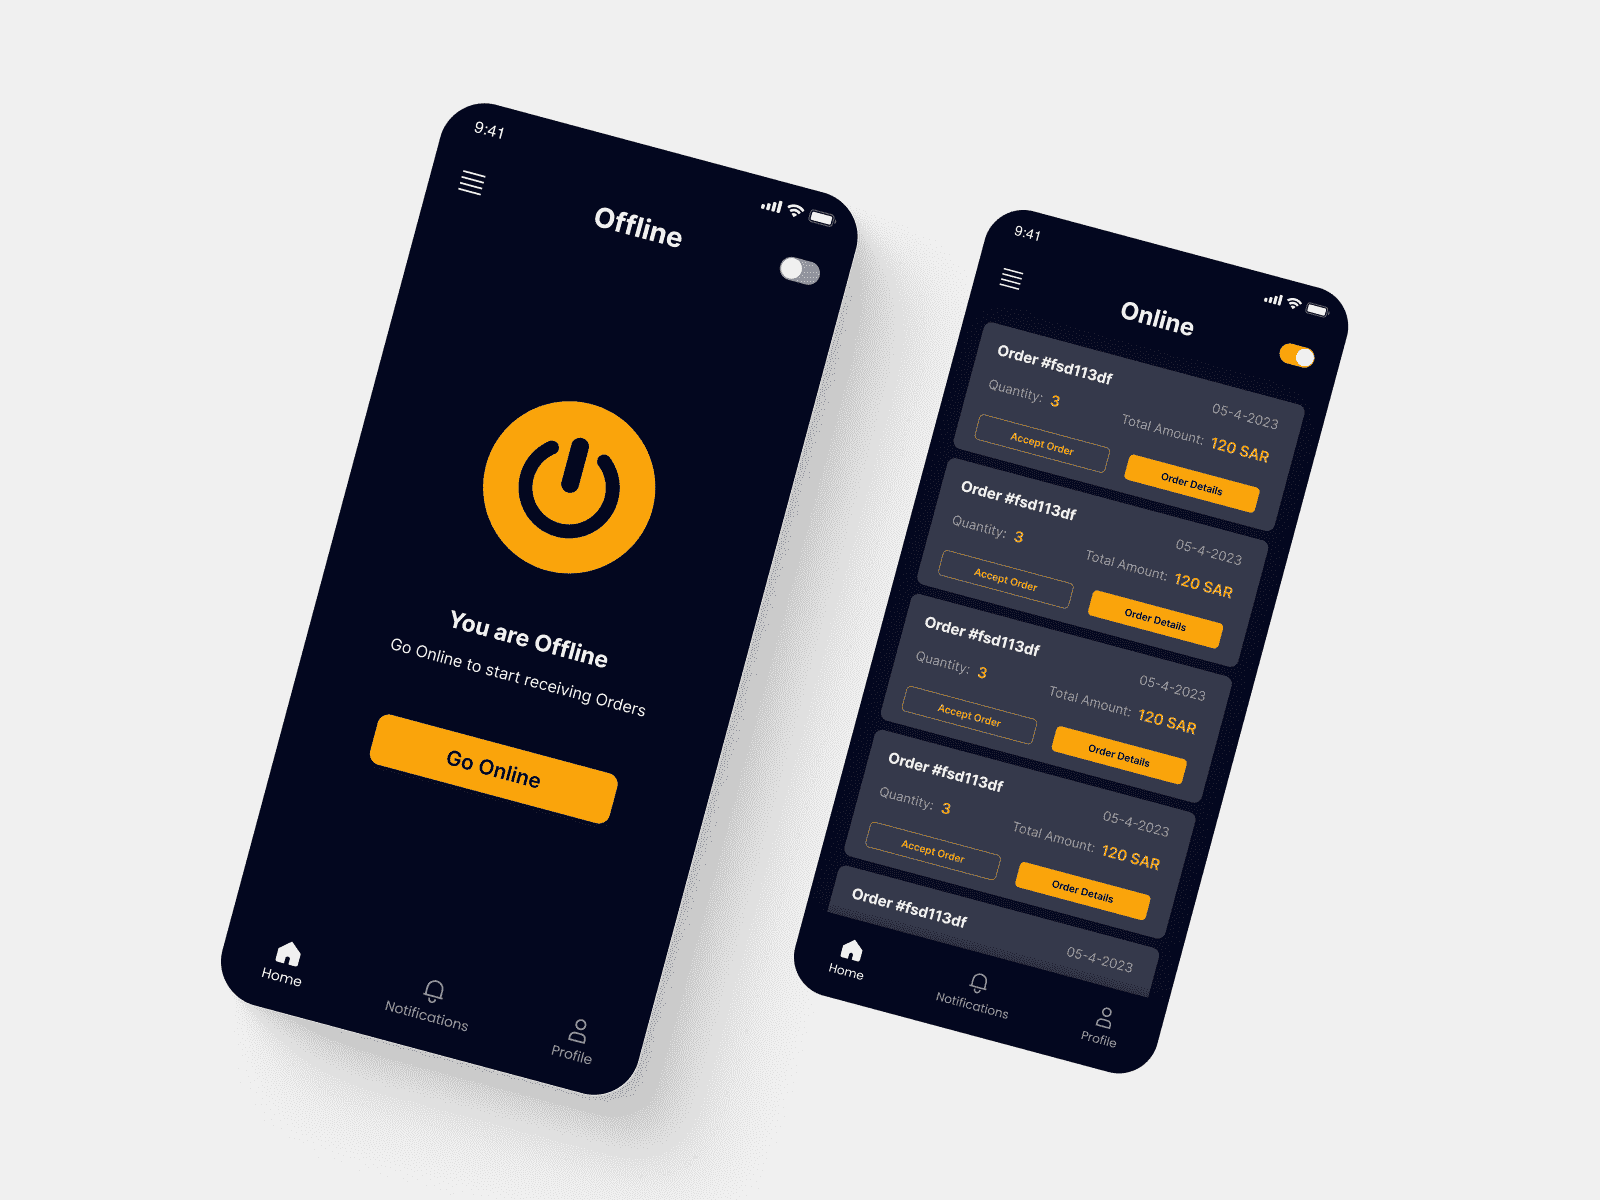 9:41
Offline
You are Offline
Go Online to start receiving Orders
Go Online
Home
Notifications
Profile
9:41
Online
Order #fsd113df
05-4-2023
Quantity: 3
Total Amount: 120 SAR
Accept Order
Order Details
Order #fsd113df
05-4-2023
Quantity: 3
Total Amount: 120 SAR
Accept Order
Order Details
Order #fsd113df
05-4-2023
Quantity: 3
Total Amount: 120 SAR
Accept Order
Order Details
Order #fsd113df
05-4-2023
Quantity: 3
Total Amount: 120 SAR
Accept Order
Order Details
Order #fsd113df
05-4-2023
Home
Notifications
Profile